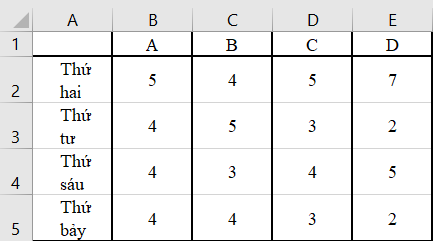 A B C D E
1 A B C D
2 Thứ hai 5 4 5 7
3 Thứ tư 4 5 3 2
4 Thứ sáu 4 3 4 5
5 Thứ bảy 4 4 3 2